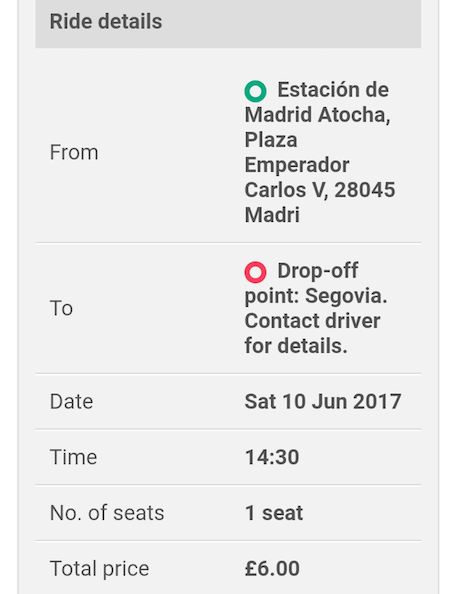 Ride details
From
Estación de
Madrid Atocha,
Plaza
Emperador
Carlos V, 28045
Madri
To
Drop-off
point: Segovia.
Contact driver
for details.
Date
Sat 10 Jun 2017
Time
14:30
No. of seats
1 seat
Total price
£6.00